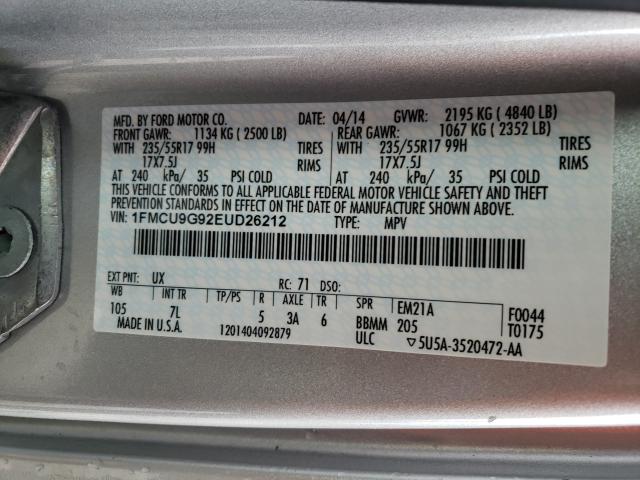 MFD. BY FORD MOTOR CO. DATE: 04/14 GVWR: 2195 KG ( 4840 LB)
FRONT GAWR: 1134 KG ( 2500 LB) REAR GAWR: 1067 KG ( 2352 LB)
WITH 235/55R17 99H TIRES WITH 235/55R17 99H TIRES
17X7.5J RIMS 17X7.5J RIMS
AT 240 kPa/ 35 PSI COLD AT 240 kPa/ 35 PSI COLD
THIS VEHICLE CONFORMS TO ALL APPLICABLE FEDERAL MOTOR VEHICLE SAFETY AND THEFT
PREVENTION STANDARDS IN EFFECT ON THE DATE OF MANUFACTURE SHOWN ABOVE.
VIN: 1FMCU9G92EUD26212 TYPE: MPV
EXT PNT: UX RC: 71 DSO:
WB INT TR TP/PS R AXLE TR SPR EM21A F0044
105 7L 5 3A 6 BBMM 205 T0175
MADE IN U.S.A. 1201404092879 ULC ▽5U5A-3520472-AA